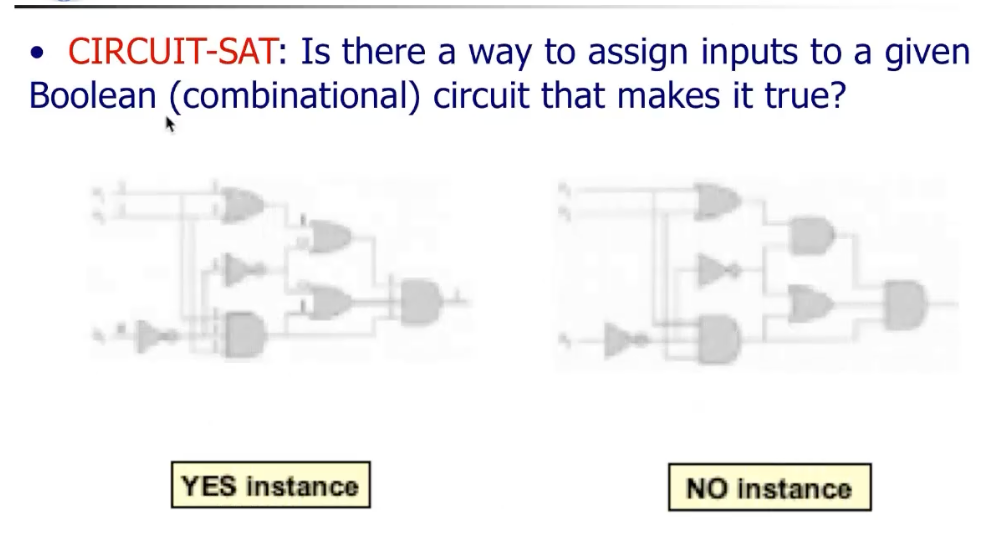 • CIRCUIT-SAT: Is there a way to assign inputs to a given
Boolean (combinational) circuit that makes it true?
YES instance
NO instance